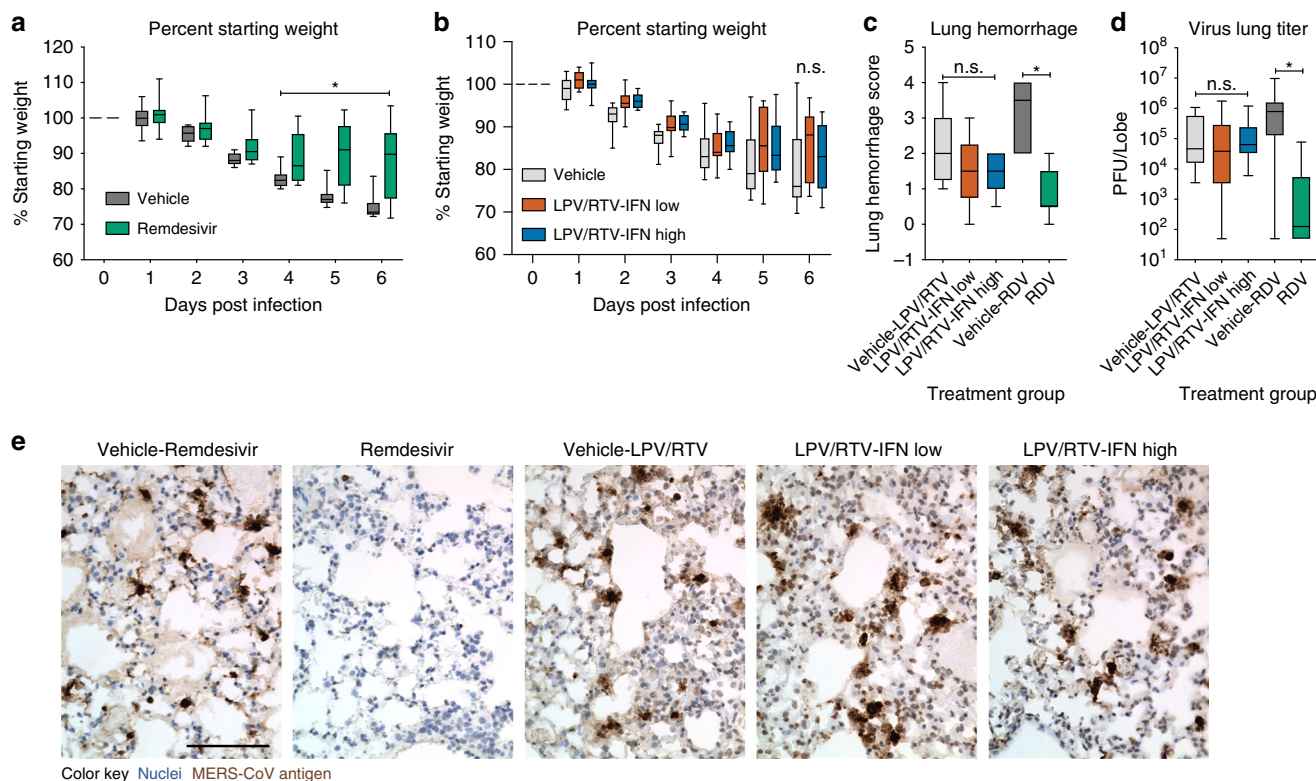 a
Percent starting weight
% Starting weight
120
110
100
90
80
70
60
*
Vehicle
Remdesivir
0 1 2 3 4 5 6
Days post infection
b
Percent starting weight
% Starting weight
110
100
90
80
70
60
n.s.
Vehicle
LPV/RTV-IFN low
LPV/RTV-IFN high
0 1 2 3 4 5 6
Days post infection
c
Lung hemorrhage
Lung hemorrhage score
5
4
3
2
1
0
–1
n.s. *
Vehicle-LPV/RTV
LPV/RTV-IFN low
LPV/RTV-IFN high
Vehicle-RDV
RDV
Treatment group
d
Virus lung titer
PFU/Lobe
10⁸
10⁷
10⁶
10⁵
10⁴
10³
10²
10¹
n.s. *
Vehicle-LPV/RTV
LPV/RTV-IFN low
LPV/RTV-IFN high
Vehicle-RDV
RDV
Treatment group
e
Vehicle-Remdesivir Remdesivir Vehicle-LPV/RTV LPV/RTV-IFN low LPV/RTV-IFN high
Color key Nuclei MERS-CoV antigen